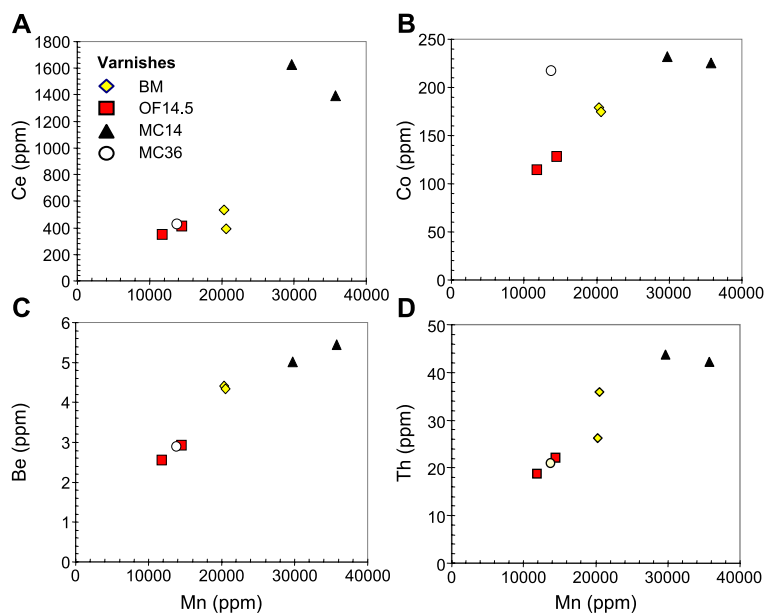 A
1800
1600
1400
1200
1000
800
600
400
200
0
Ce (ppm)
0 10000 20000 30000 40000
Varnishes
BM
OF14.5
MC14
MC36
B
250
200
150
100
50
0
Co (ppm)
0 10000 20000 30000 40000
C
6
5
4
3
2
1
0
Be (ppm)
0 10000 20000 30000 40000
Mn (ppm)
D
50
40
30
20
10
0
Th (ppm)
0 10000 20000 30000 40000
Mn (ppm)